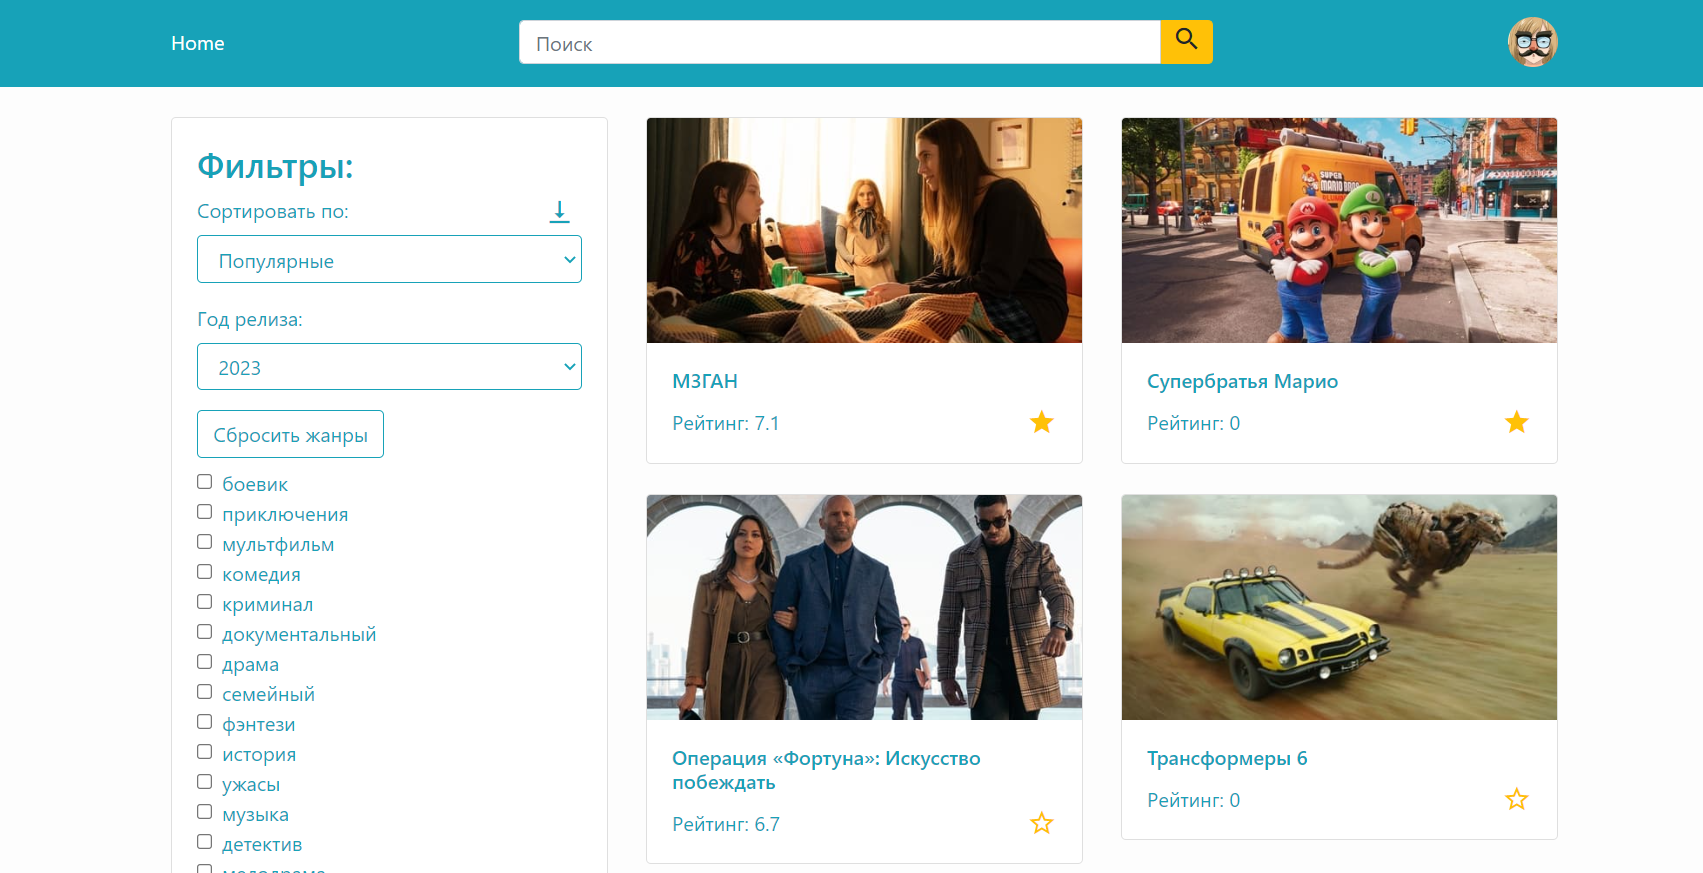 Home
Поиск
Фильтры:
Сортировать по:
Популярные
Год релиза:
2023
Сбросить жанры
боевик
приключения
мультфильм
комедия
криминал
документальный
драма
семейный
фэнтези
история
ужасы
музыка
детектив
мелодрама
МЗГАН
Рейтинг: 7.1
SUPER
MARIO BROS
Супербратья Марио
Рейтинг: 0
Операция «Фортуна»: Искусство
побеждать
Рейтинг: 6.7
Трансформеры 6
Рейтинг: 0